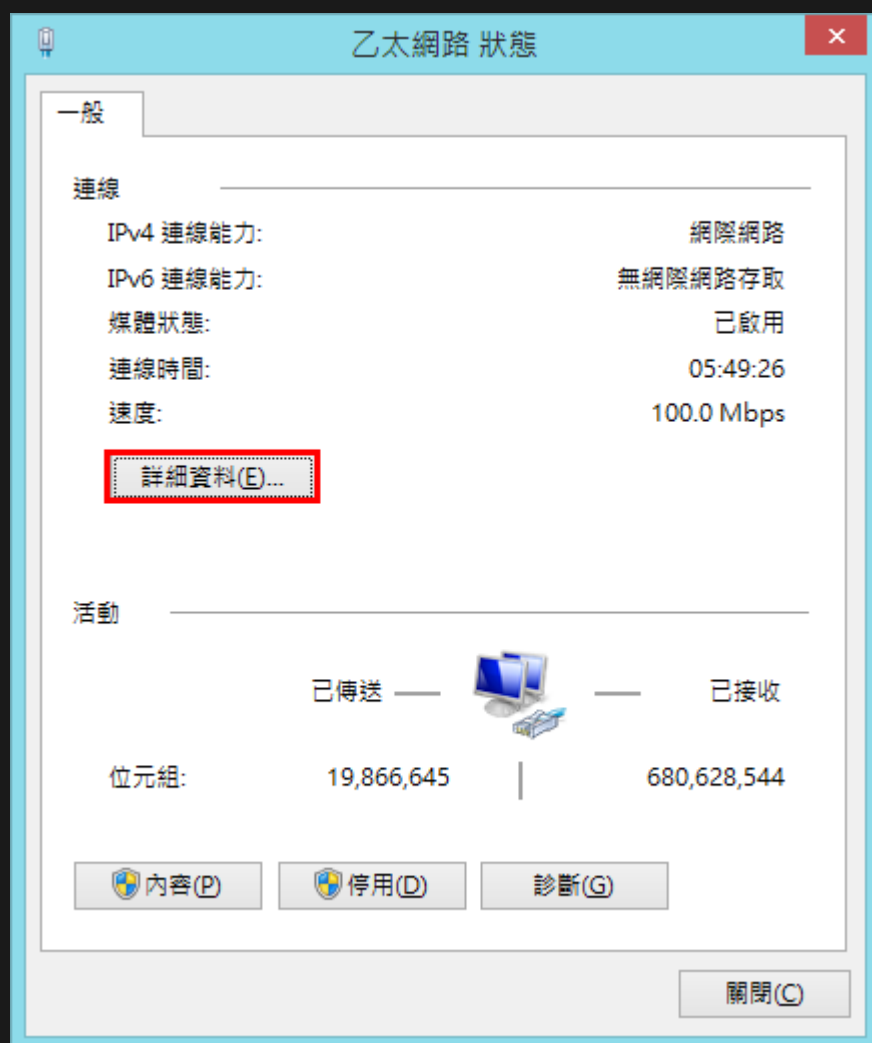 乙太網路 狀態
一般
連線
IPv4 連線能力: 網際網路
IPv6 連線能力: 無網際網路存取
媒體狀態: 已啟用
連線時間: 05:49:26
速度: 100.0 Mbps
詳細資料(E)...
活動
已傳送 已接收
位元組: 19,866,645 680,628,544
內容(P) 停用(D) 診斷(G)
關閉(C)